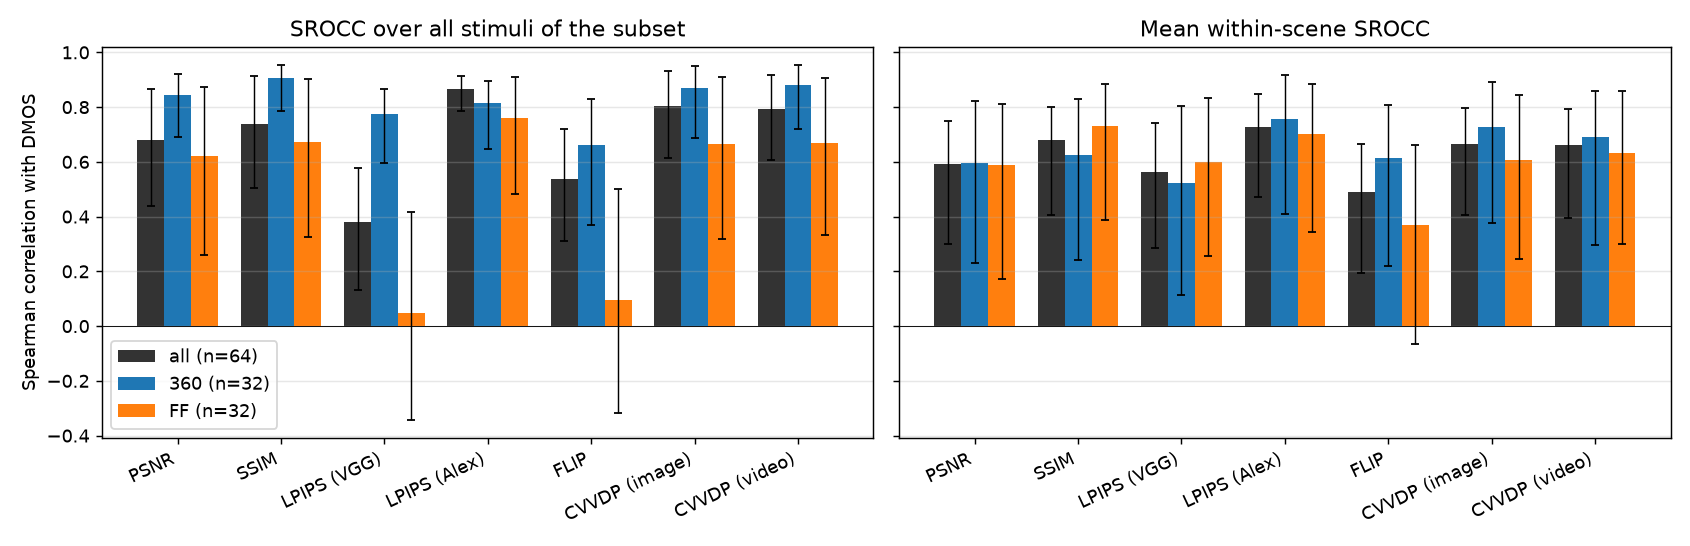 SROCC over all stimuli of the subset
Mean within-scene SROCC
Spearman correlation with DMOS
1.0
0.8
0.6
0.4
0.2
0.0
−0.2
−0.4
all (n=64)
360 (n=32)
FF (n=32)
PSNR
SSIM
LPIPS (VGG)
LPIPS (Alex)
FLIP
CVVDP (image)
CVVDP (video)
PSNR
SSIM
LPIPS (VGG)
LPIPS (Alex)
FLIP
CVVDP (image)
CVVDP (video)